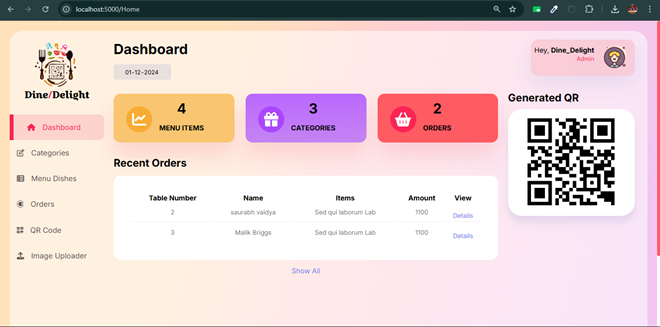 localhost:5000/Home
Dine/Delight
Dashboard
Categories
Menu Dishes
Orders
QR Code
Image Uploader
Dashboard
01-12-2024
4
MENU ITEMS
3
CATEGORIES
2
ORDERS
Recent Orders
Table Number Name Items Amount View
2 saurabh vaidya Sed qui laborum Lab 1100 Details
3 Malik Briggs Sed qui laborum Lab 1100 Details
Show All
Hey, Dine_Delight
Admin
Generated QR